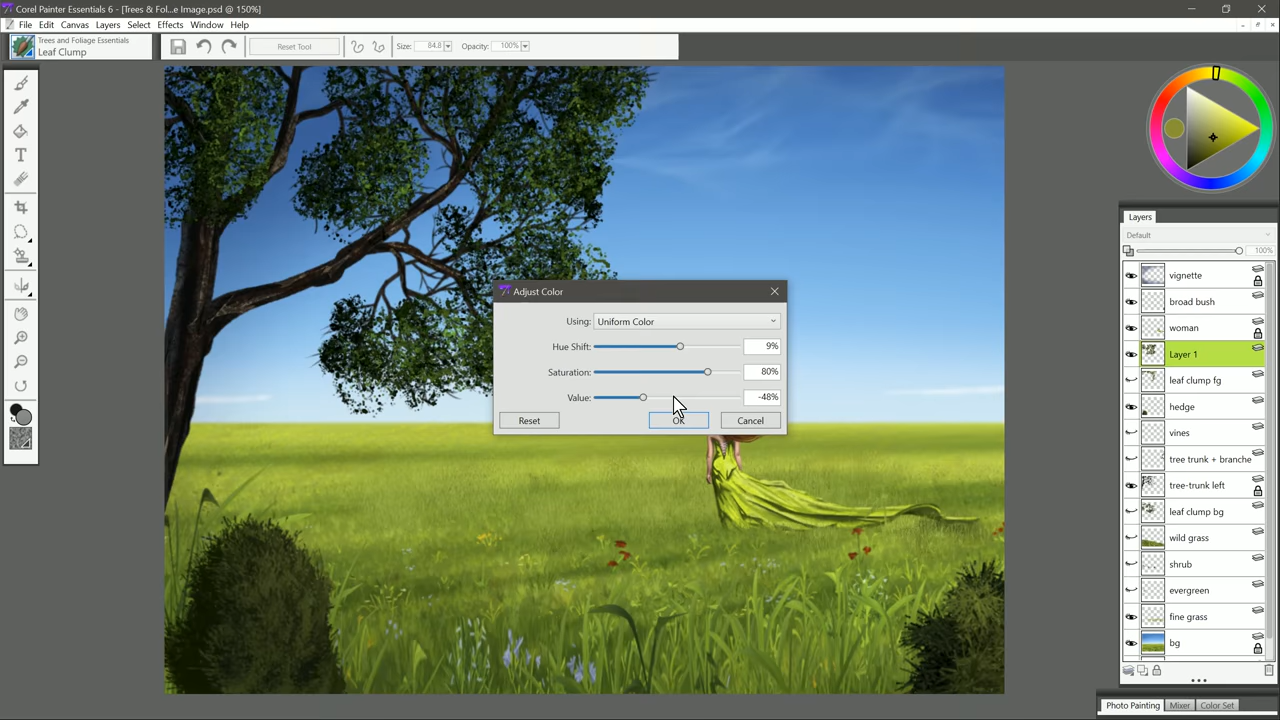 Corel Painter Essentials 6 - [Trees & Fol...e Image.psd @ 150%]
File Edit Canvas Layers Select Effects Window Help
Trees and Foliage Essentials
Leaf Clump
Reset Tool
Size: 84.8
Opacity: 100%
Layers
Default
100%
vignette
broad bush
woman
Layer 1
leaf clump fg
hedge
vines
tree trunk + branche
tree-trunk left
leaf clump bg
wild grass
shrub
evergreen
fine grass
bg
Photo Painting Mixer Color Set
Adjust Color
Using: Uniform Color
Hue Shift: 9%
Saturation: 80%
Value: -48%
Reset OK Cancel